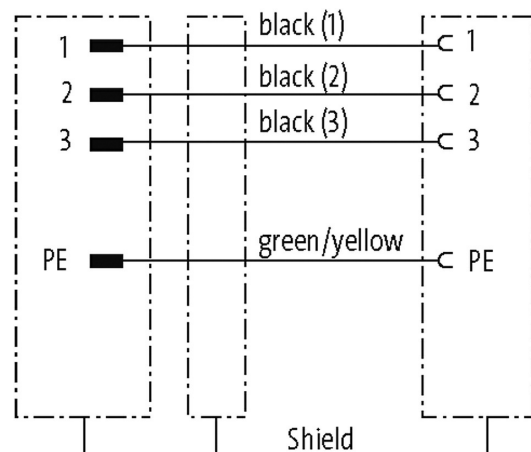 black (1)
1 1
black (2)
2 2
black (3)
3 3
green/yellow
PE PE
Shield